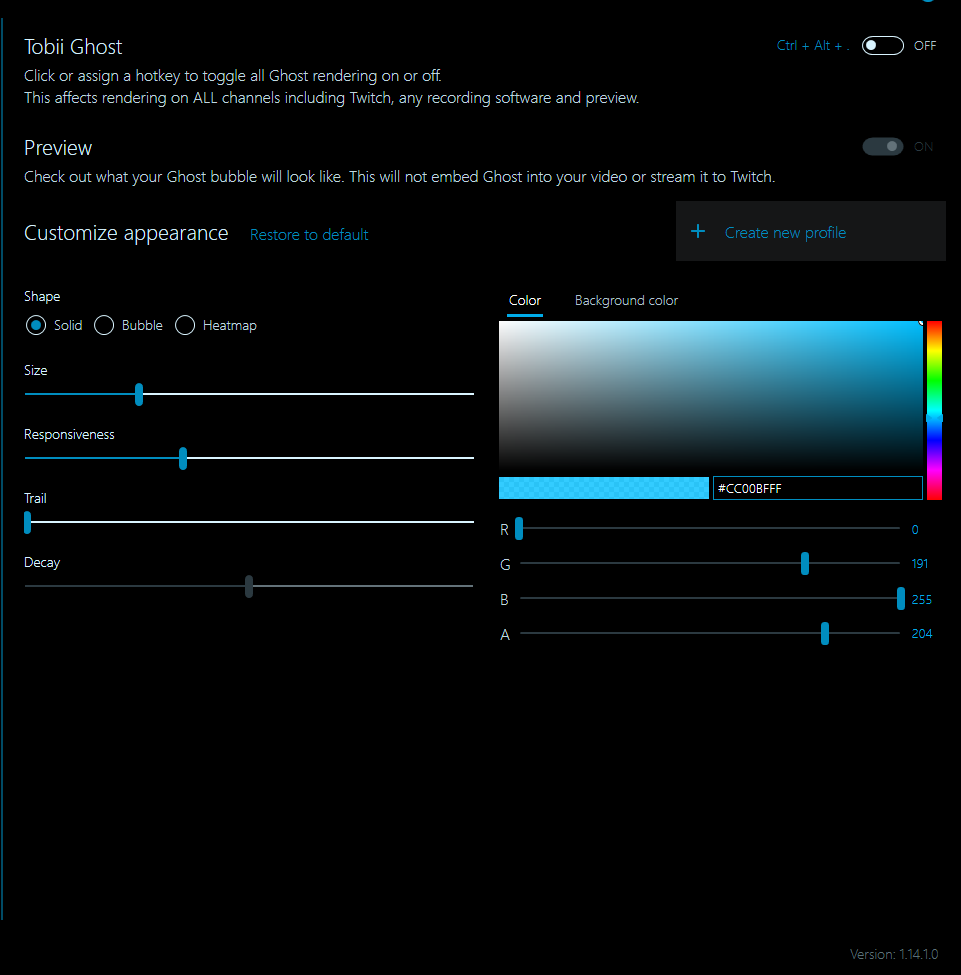 Tobii Ghost
Ctrl + Alt + .
OFF
Click or assign a hotkey to toggle all Ghost rendering on or off.
This affects rendering on ALL channels including Twitch, any recording software and preview.
Preview
ON
Check out what your Ghost bubble will look like. This will not embed Ghost into your video or stream it to Twitch.
Customize appearance
Restore to default
+ Create new profile
Shape
Solid
Bubble
Heatmap
Size
Responsiveness
Trail
Decay
Color
Background color
#CC00BFFF
R 0
G 191
B 255
A 204
Version: 1.14.1.0